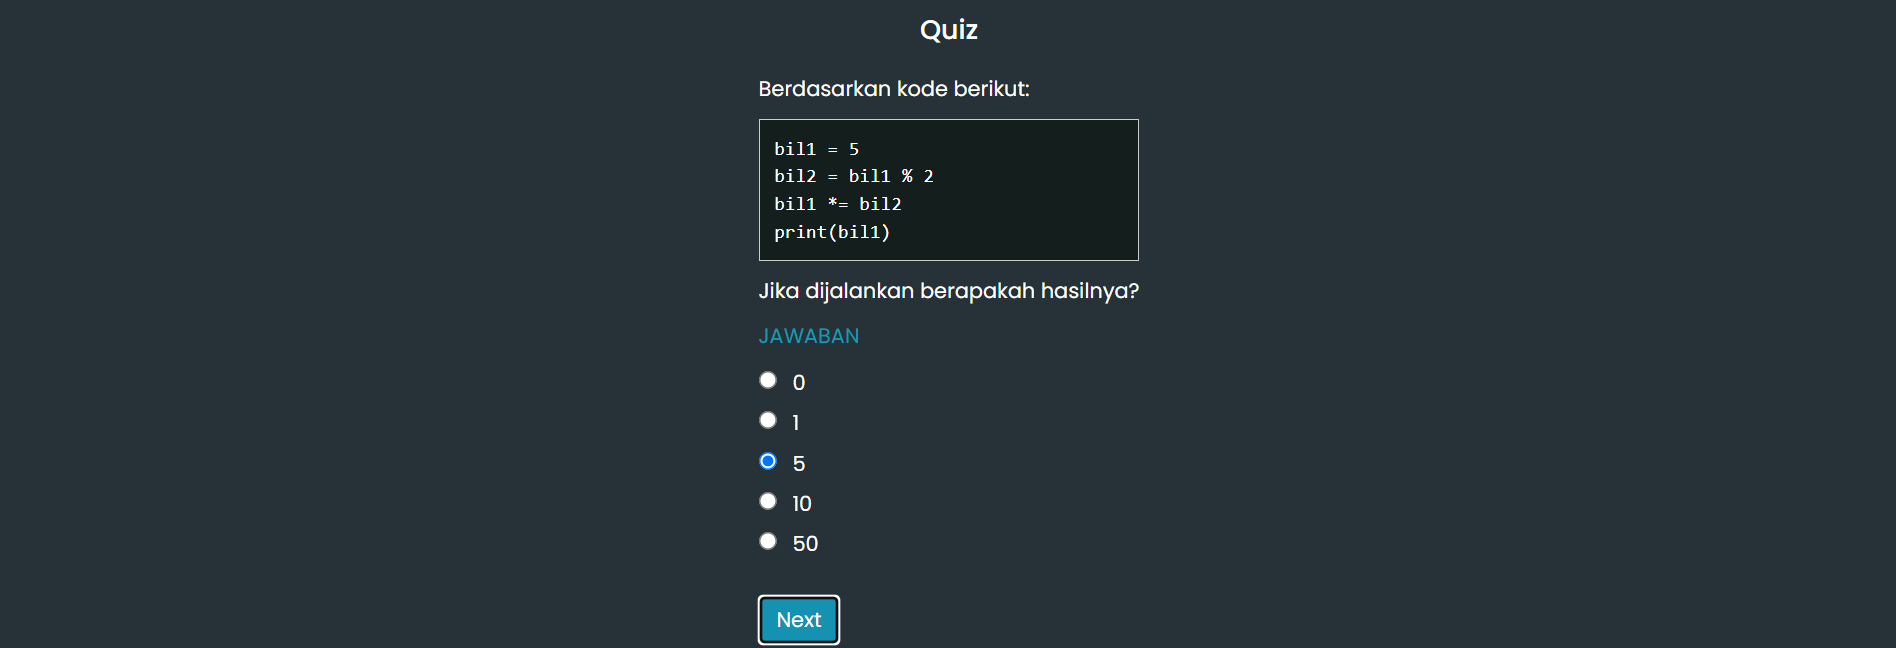 Quiz
Berdasarkan kode berikut:
bil1 = 5
bil2 = bil1 % 2
bil1 *= bil2
print(bil1)
Jika dijalankan berapakah hasilnya?
JAWABAN
0
1
5
10
50
Next